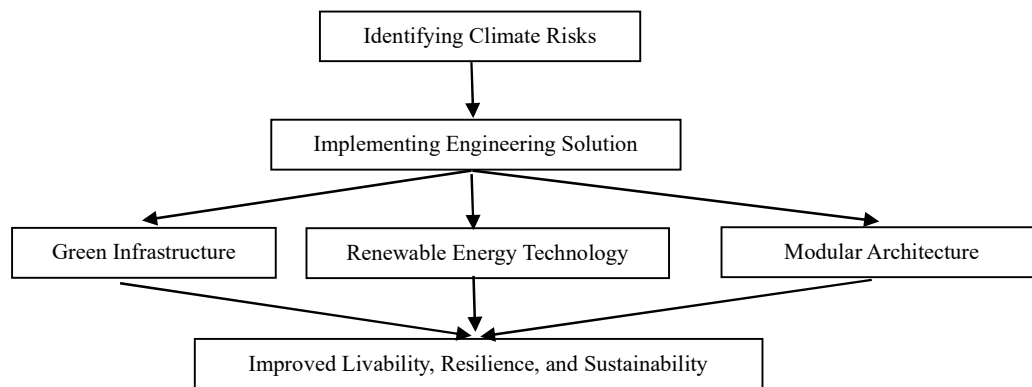 Identifying Climate Risks
Implementing Engineering Solution
Green Infrastructure
Renewable Energy Technology
Modular Architecture
Improved Livability, Resilience, and Sustainability